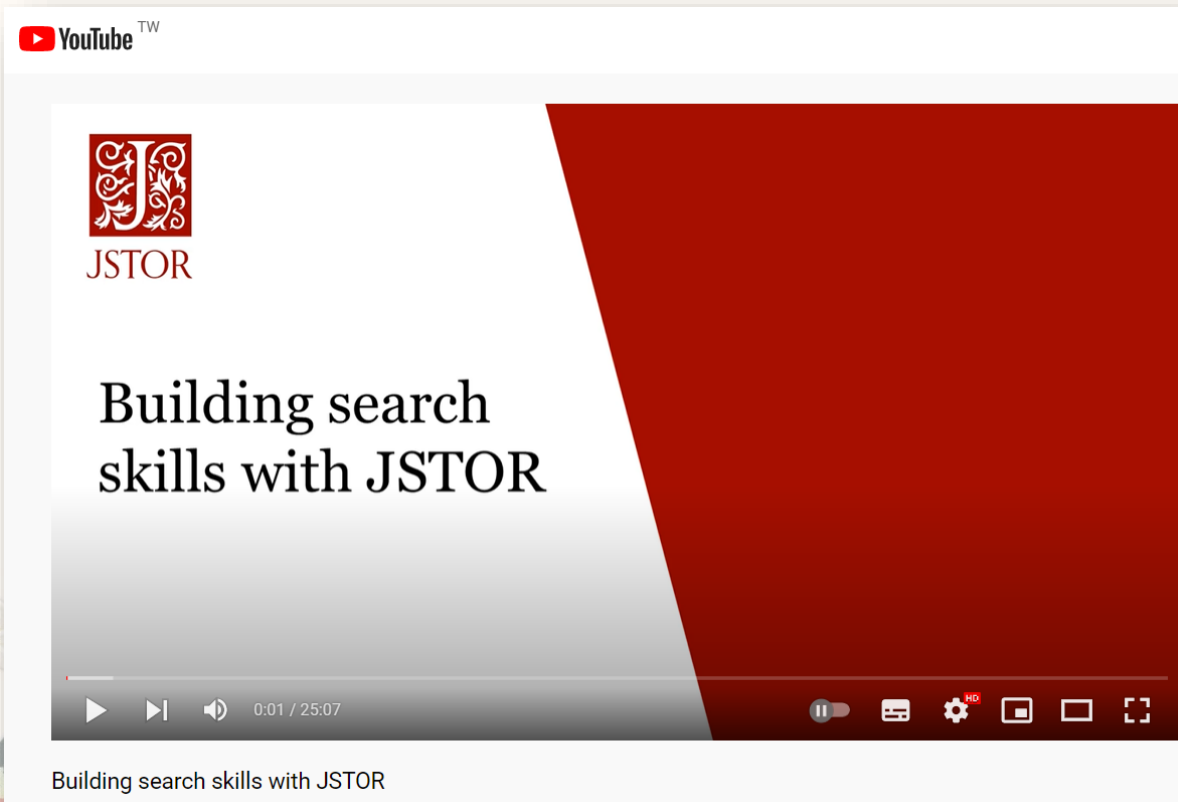 YouTube TW
J
JSTOR
Building search
skills with JSTOR
0:01 / 25:07
HD
Building search skills with JSTOR